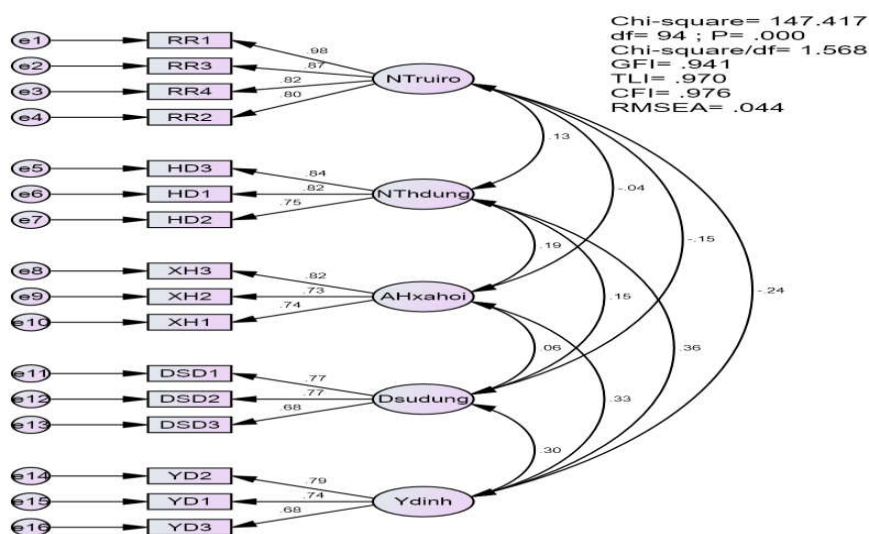 Chi-square= 147.417
df= 94 ; P= .000
Chi-square/df= 1.568
GFI= .941
TLI= .970
CFI= .976
RMSEA= .044
e1 RR1 .98
e2 RR3 .87
e3 RR4 .82
e4 RR2 .80
NTruiro
.13
e5 HD3 .84
e6 HD1 .82
e7 HD2 .75
NThdung
-.04
.19
-.15
e8 XH3 .82
e9 XH2 .73
e10 XH1 .74
AHxahoi
.15
-.24
.06
.36
e11 DSD1 .77
e12 DSD2 .77
e13 DSD3 .68
Dsudung
.33
.30
e14 YD2 .79
e15 YD1 .74
e16 YD3 .68
Ydinh